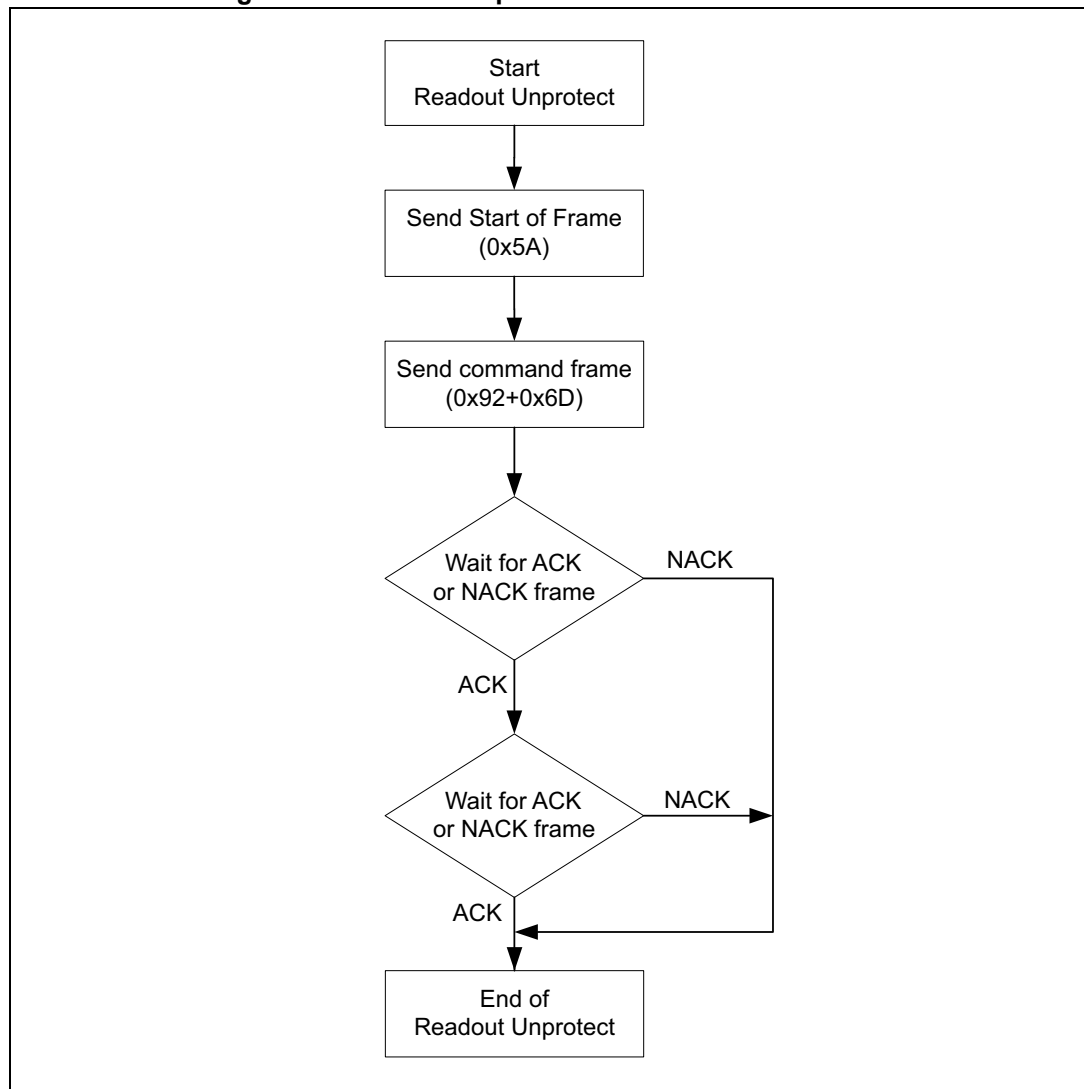 Start
Readout Unprotect
Send Start of Frame
(0x5A)
Send command frame
(0x92+0x6D)
Wait for ACK
or NACK frame
NACK
ACK
Wait for ACK
or NACK frame
NACK
ACK
End of
Readout Unprotect